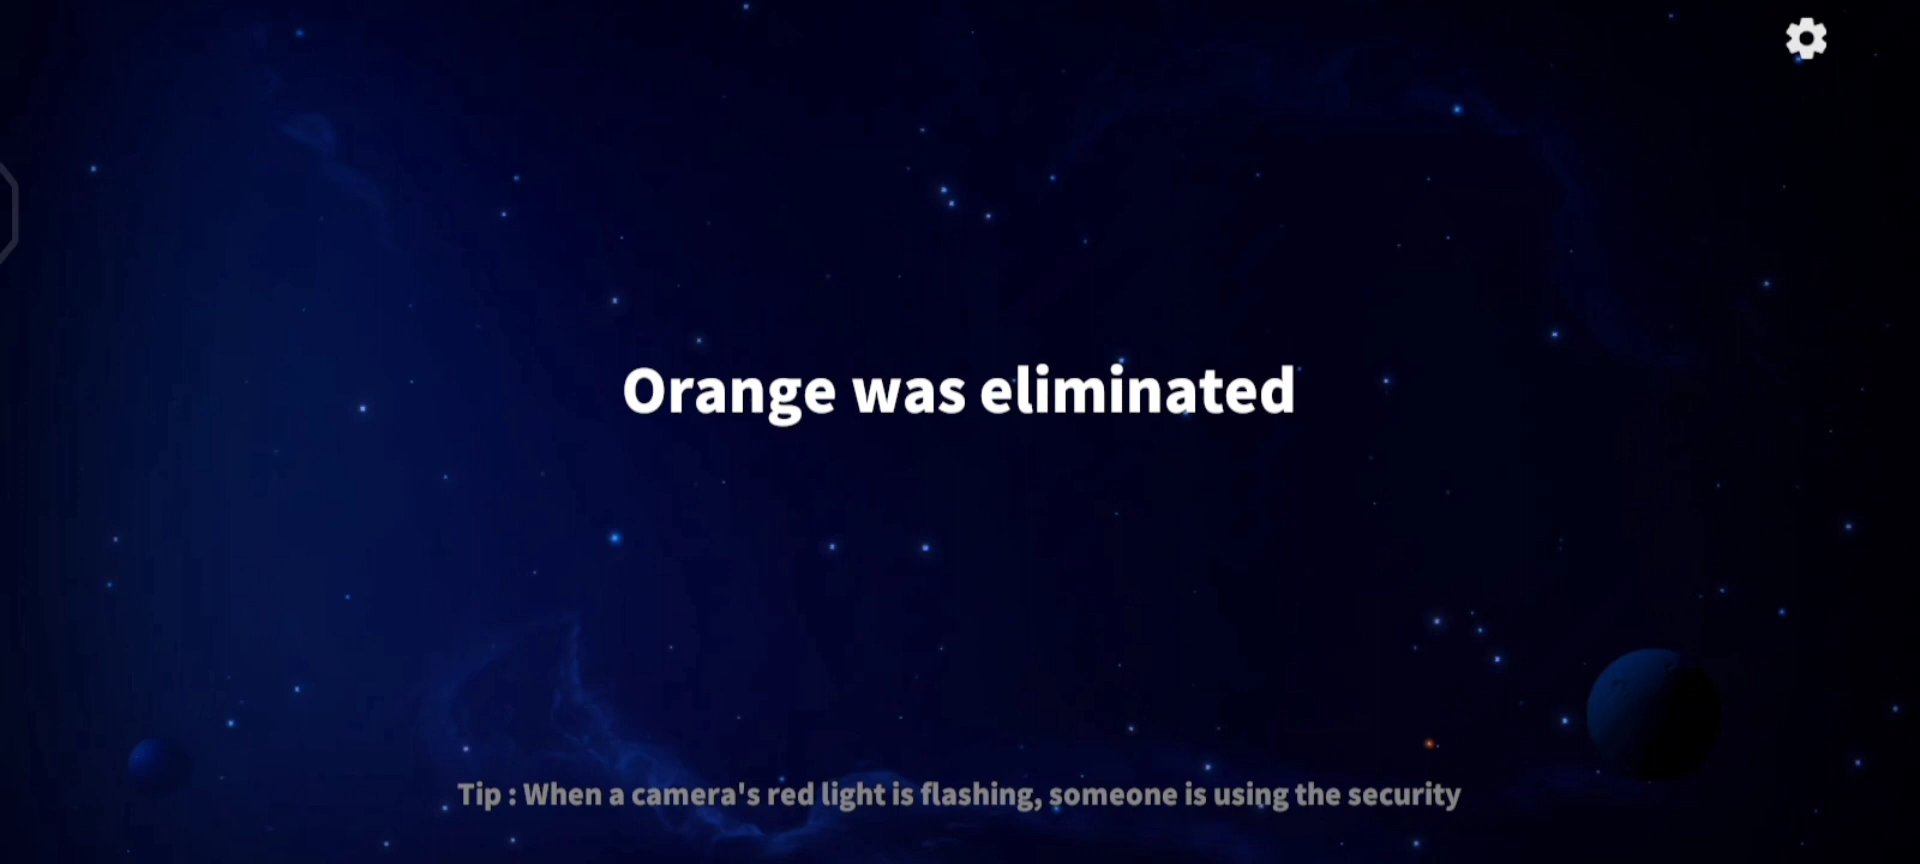 Orange was eliminated
Tip : When a camera's red light is flashing, someone is using the security